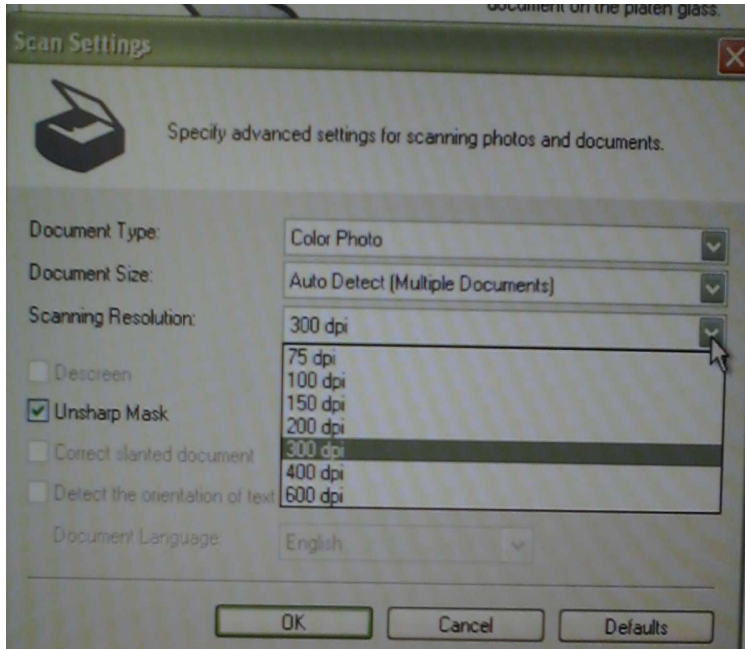 document on the platen glass.
Scan Settings
Specify advanced settings for scanning photos and documents.
Document Type:
Color Photo
Document Size:
Auto Detect (Multiple Documents)
Scanning Resolution:
300 dpi
75 dpi
100 dpi
150 dpi
200 dpi
300 dpi
400 dpi
600 dpi
Descreen
Unsharp Mask
Correct slanted document
Detect the orientation of text
Document Language:
English
OK
Cancel
Defaults